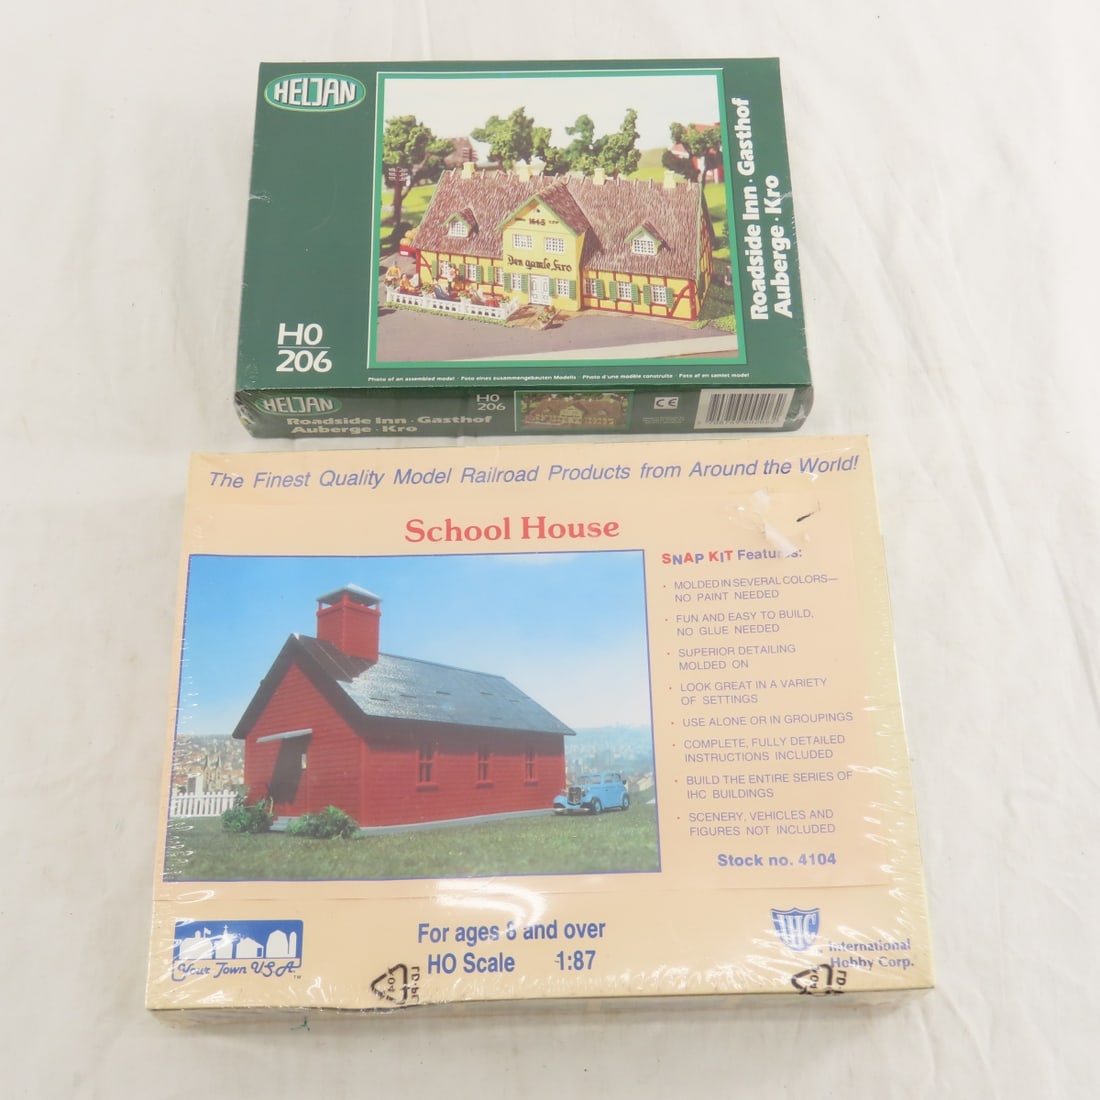 HELJAN
1645
Den gamle Kro
Roadside Inn · Gasthof
Auberge · Kro
H0
206
Photo of an assembled model · Foto eines zusammengebauten Modells · Photo d'une modèle construite · Foto af en samlet model
HELJAN
Roadside Inn · Gasthof
Auberge · Kro
H0
206
CE
The Finest Quality Model Railroad Products from Around the World!
School House
SNAP KIT Features:
• MOLDED IN SEVERAL COLORS—
NO PAINT NEEDED
• FUN AND EASY TO BUILD,
NO GLUE NEEDED
• SUPERIOR DETAILING
MOLDED ON
• LOOK GREAT IN A VARIETY
OF SETTINGS
• USE ALONE OR IN GROUPINGS
• COMPLETE, FULLY DETAILED
INSTRUCTIONS INCLUDED
• BUILD THE ENTIRE SERIES OF
IHC BUILDINGS
• SCENERY, VEHICLES AND
FIGURES NOT INCLUDED
Stock no. 4104
Your Town U.S.A.™
For ages 8 and over
HO Scale 1:87
IHC
International
Hobby Corp.